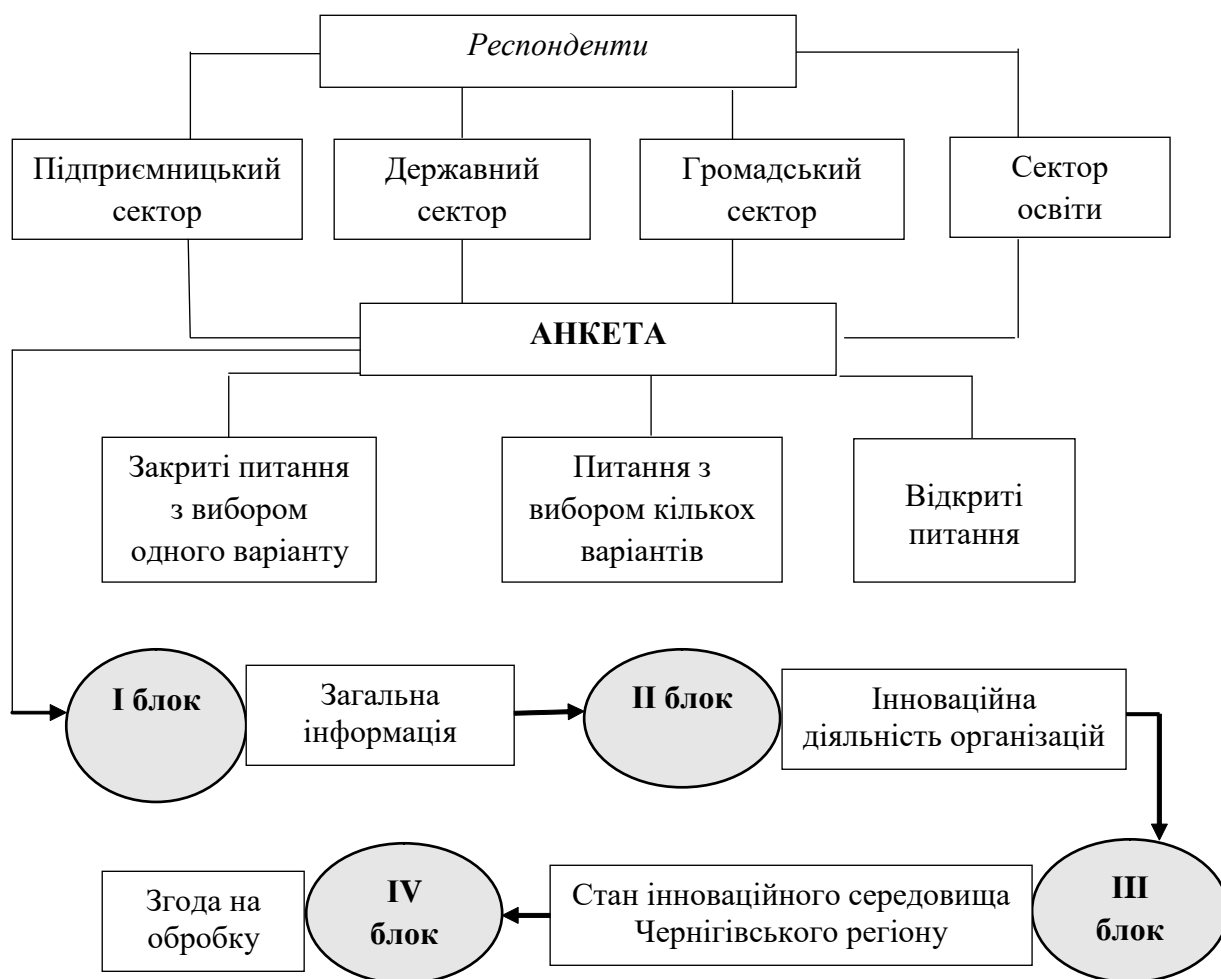 Респонденти
Підприємницький
сектор
Державний
сектор
Громадський
сектор
Сектор
освіти
АНКЕТА
Закриті питання
з вибором
одного варіанту
Питання з
вибором кількох
варіантів
Відкриті
питання
І блок
Загальна
інформація
ІІ блок
Інноваційна
діяльність організацій
ІІІ
блок
Стан інноваційного середовища
Чернігівського регіону
ІV
блок
Згода на
обробку